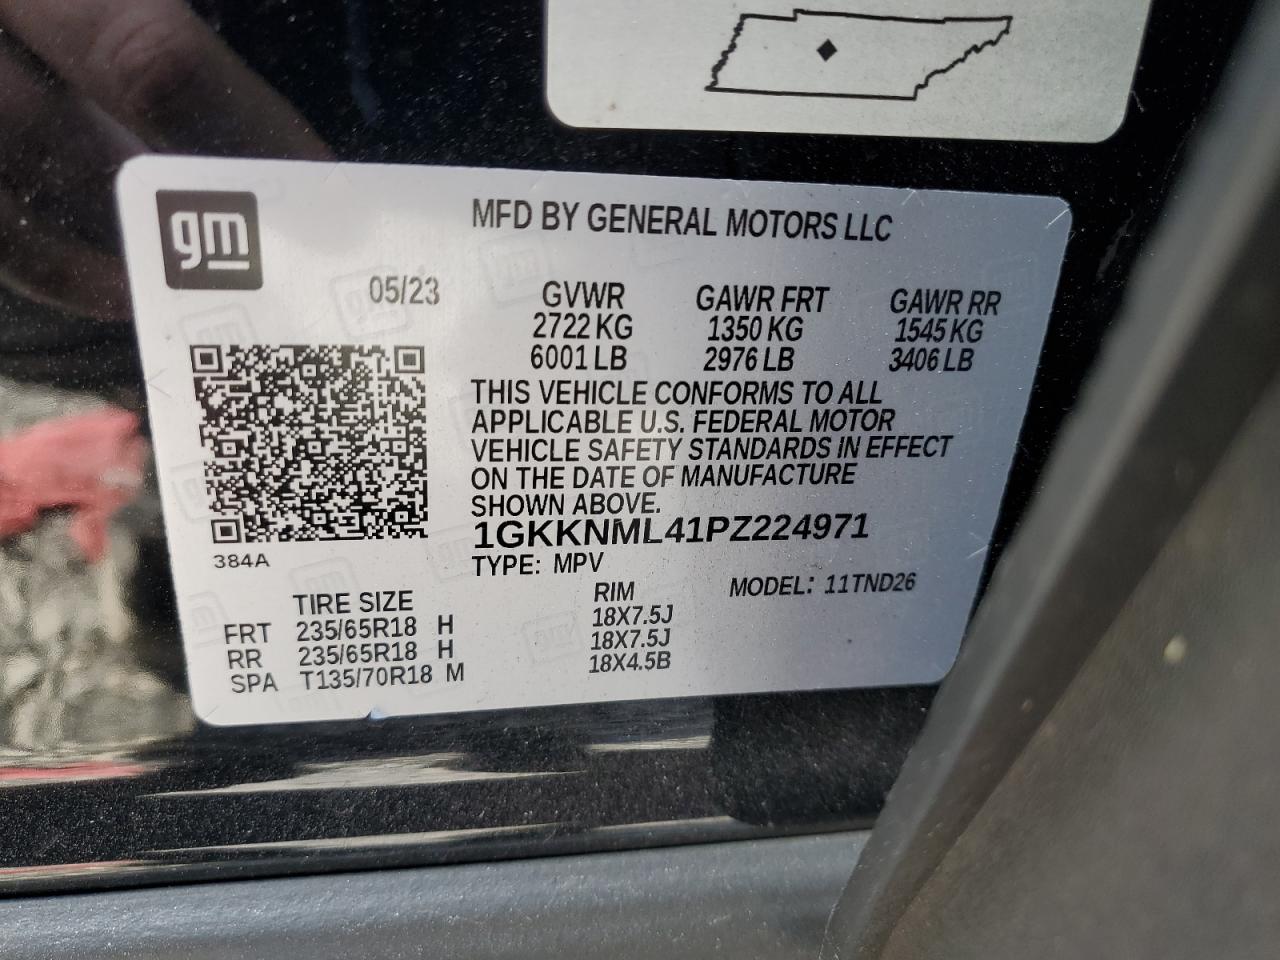 gm
MFD BY GENERAL MOTORS LLC
05/23
GVWR GAWR FRT GAWR RR
2722 KG 1350 KG 1545 KG
6001 LB 2976 LB 3406 LB
THIS VEHICLE CONFORMS TO ALL
APPLICABLE U.S. FEDERAL MOTOR
VEHICLE SAFETY STANDARDS IN EFFECT
ON THE DATE OF MANUFACTURE
SHOWN ABOVE.
1GKKNML41PZ224971
384A
TYPE: MPV
MODEL: 11TND26
TIRE SIZE RIM
FRT 235/65R18 H 18X7.5J
RR 235/65R18 H 18X7.5J
SPA T135/70R18 M 18X4.5B